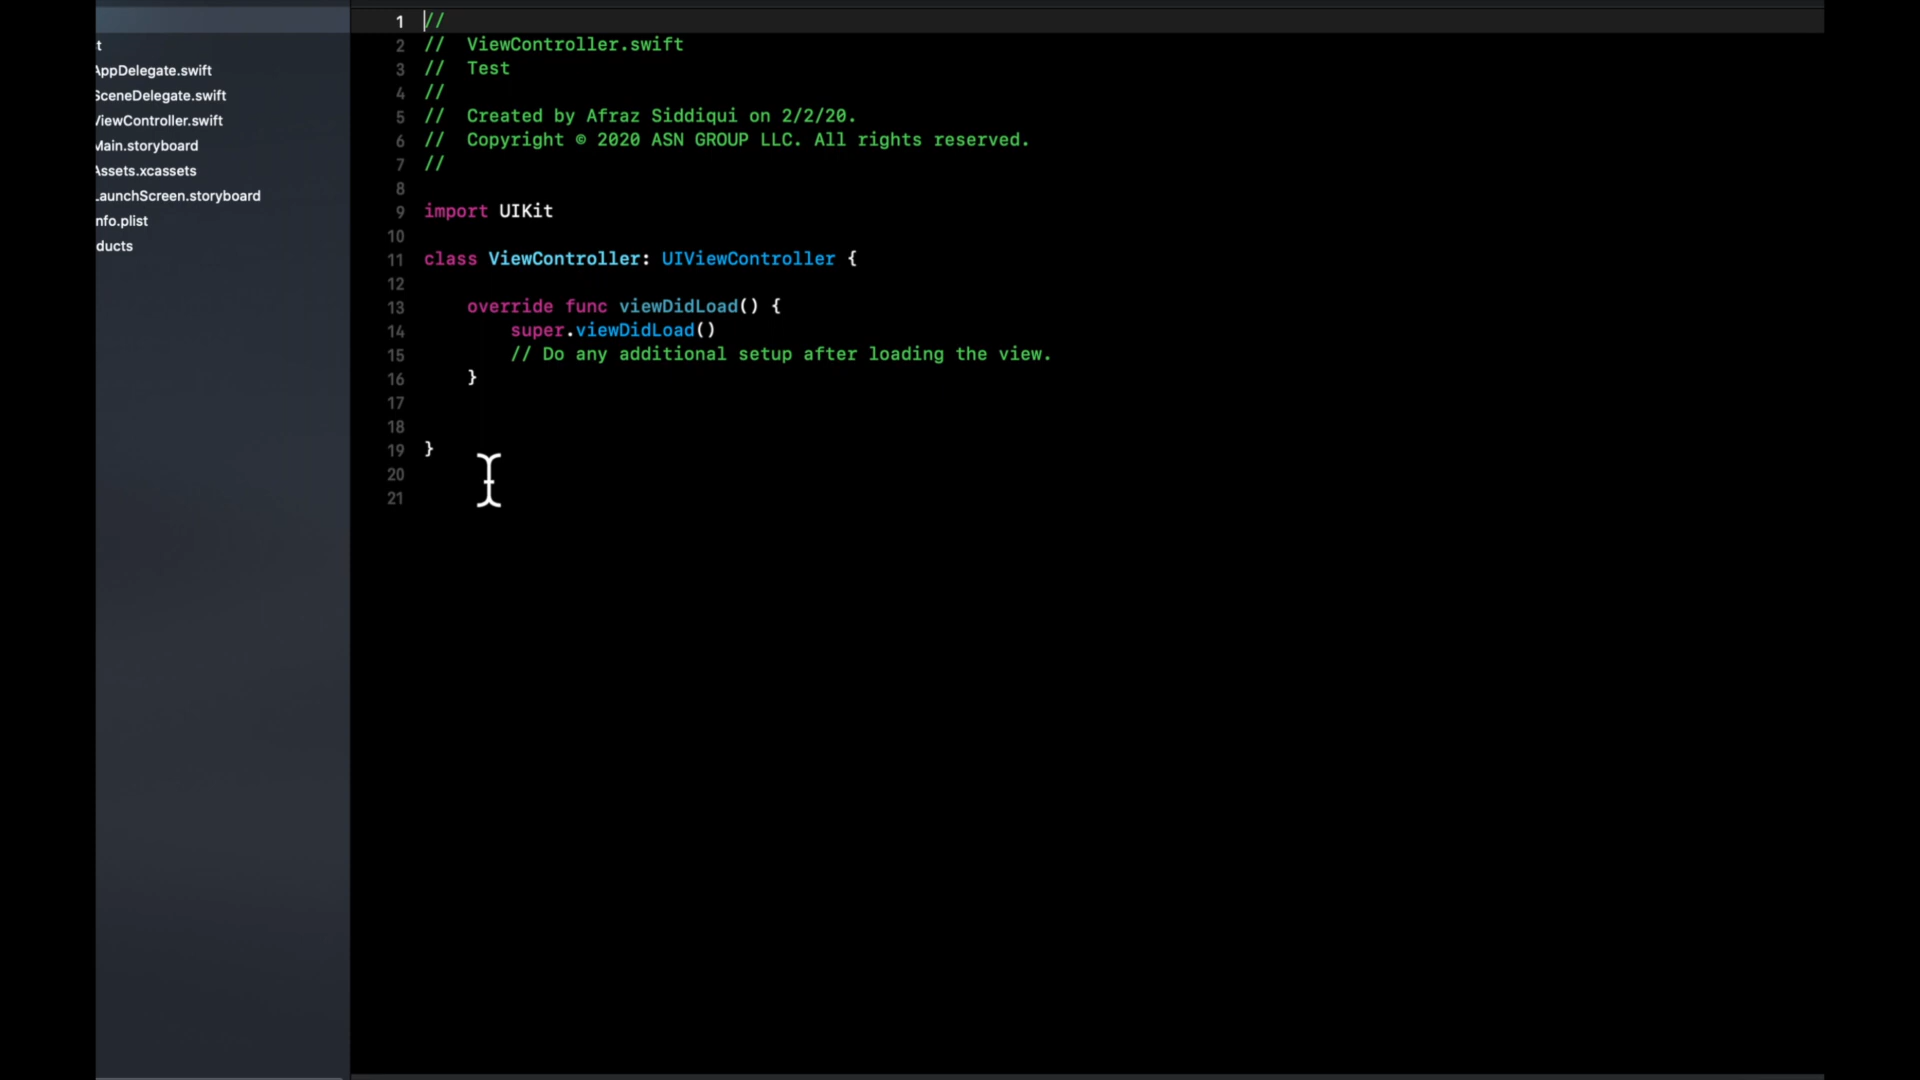 t
AppDelegate.swift
SceneDelegate.swift
ViewController.swift
Main.storyboard
Assets.xcassets
LaunchScreen.storyboard
nfo.plist
ducts
1 //
2 //  ViewController.swift
3 //  Test
4 //
5 //  Created by Afraz Siddiqui on 2/2/20.
6 //  Copyright © 2020 ASN GROUP LLC. All rights reserved.
7 //
8
9 import UIKit
10
11 class ViewController: UIViewController {
12
13     override func viewDidLoad() {
14         super.viewDidLoad()
15         // Do any additional setup after loading the view.
16     }
17
18
19 }
20
21